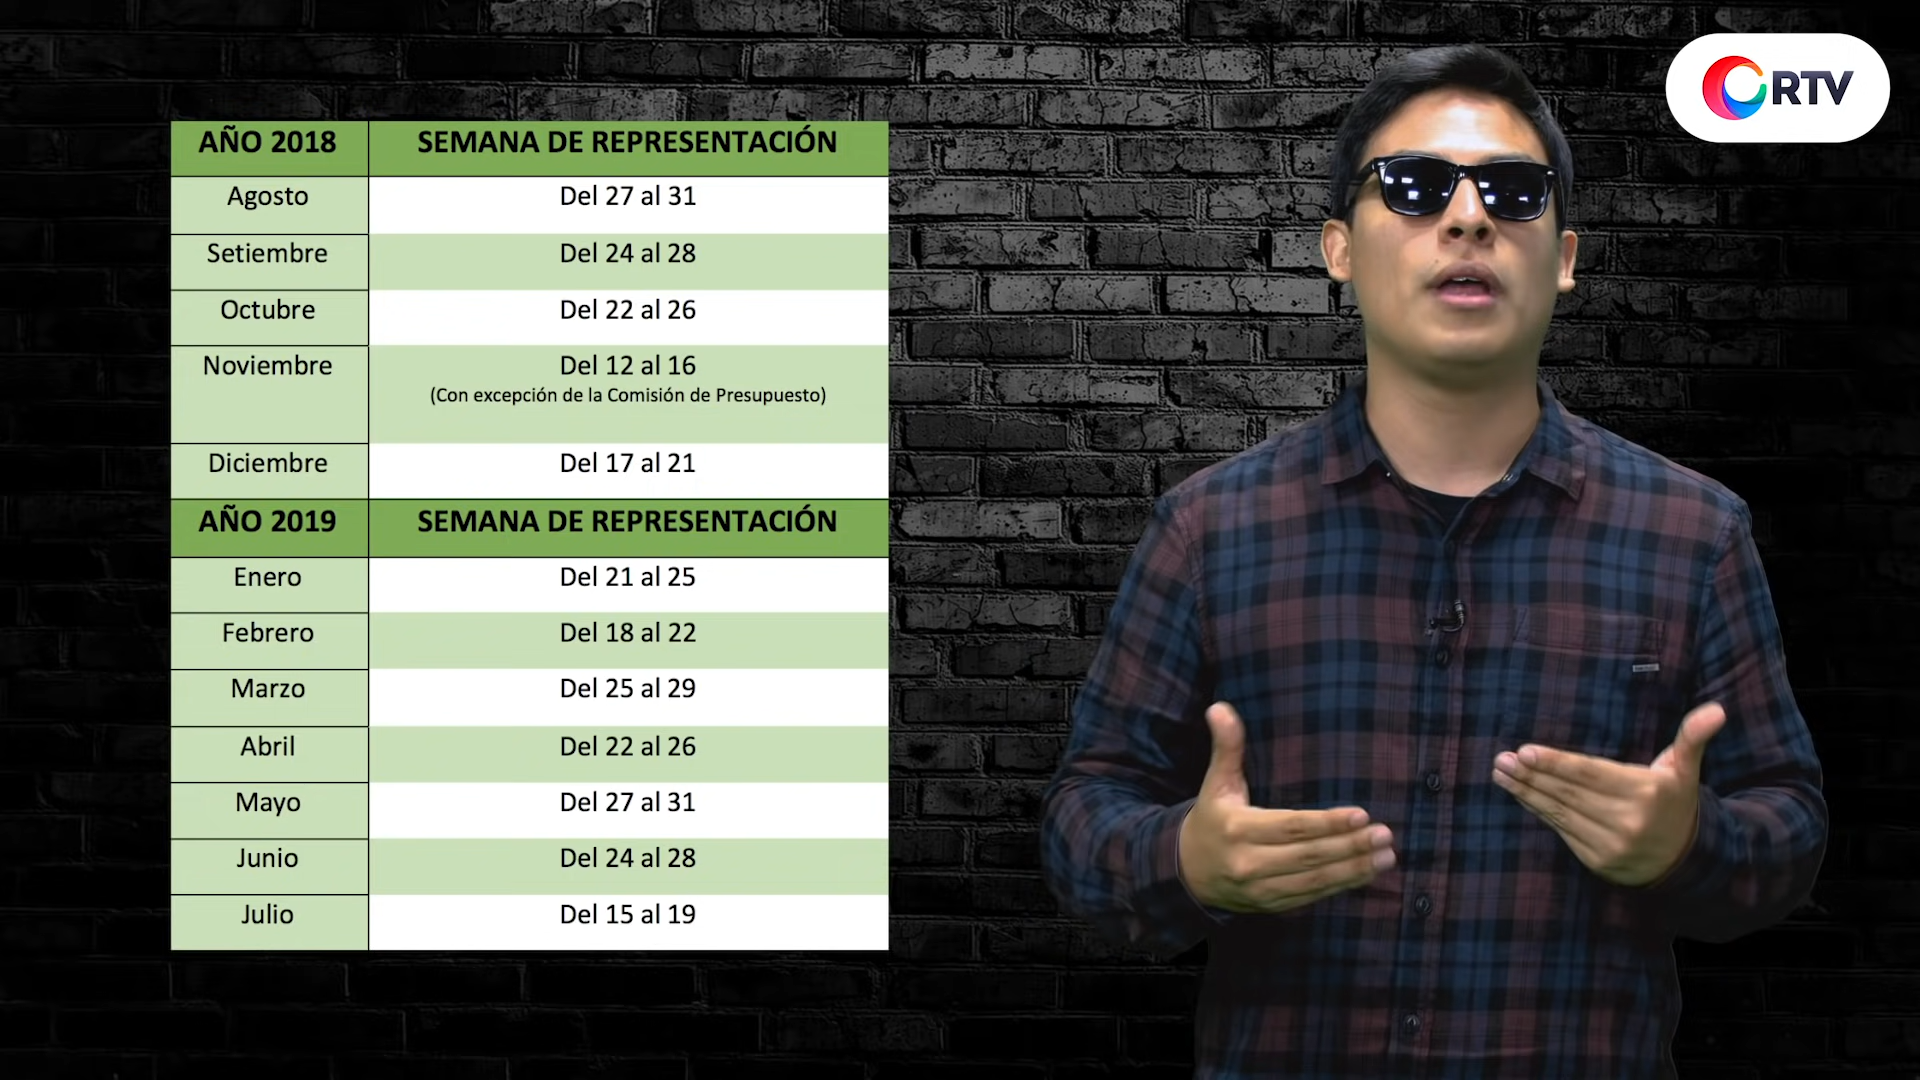 RTV
AÑO 2018 SEMANA DE REPRESENTACIÓN
Agosto Del 27 al 31
Setiembre Del 24 al 28
Octubre Del 22 al 26
Noviembre Del 12 al 16
(Con excepción de la Comisión de Presupuesto)
Diciembre Del 17 al 21
AÑO 2019 SEMANA DE REPRESENTACIÓN
Enero Del 21 al 25
Febrero Del 18 al 22
Marzo Del 25 al 29
Abril Del 22 al 26
Mayo Del 27 al 31
Junio Del 24 al 28
Julio Del 15 al 19